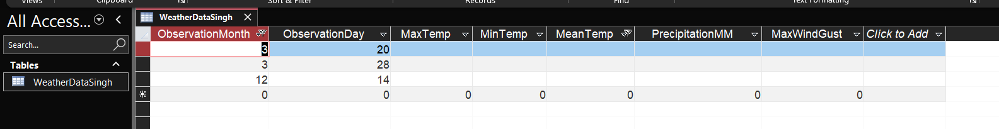 Views Clipboard Sort & Filter Records Find Text Formatting
All Access...
WeatherDataSingh
ObservationMonth ObservationDay MaxTemp MinTemp MeanTemp PrecipitationMM MaxWindGust Click to Add
Search...
3 20
Tables
3 28
WeatherDataSingh
12 14
0 0 0 0 0 0 0